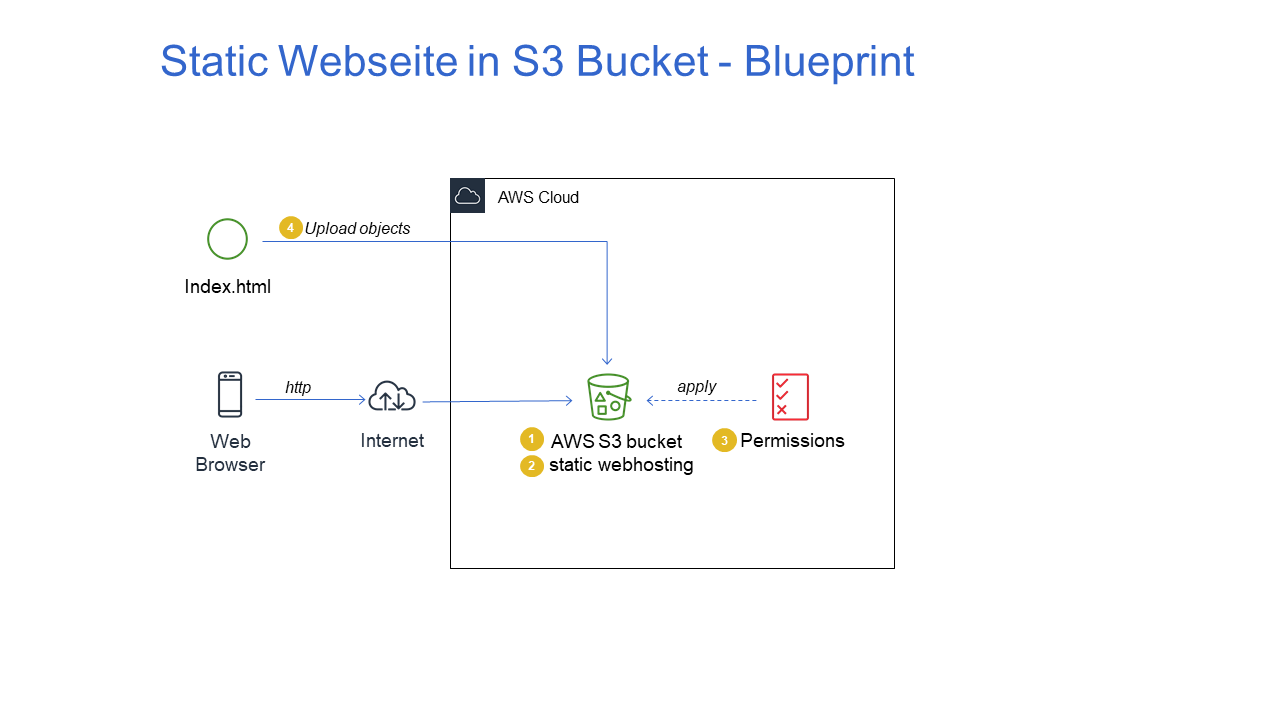 Static Webseite in S3 Bucket - Blueprint
AWS Cloud
4 Upload objects
Index.html
http
apply
Web
Browser
Internet
1 AWS S3 bucket
2 static webhosting
3 Permissions